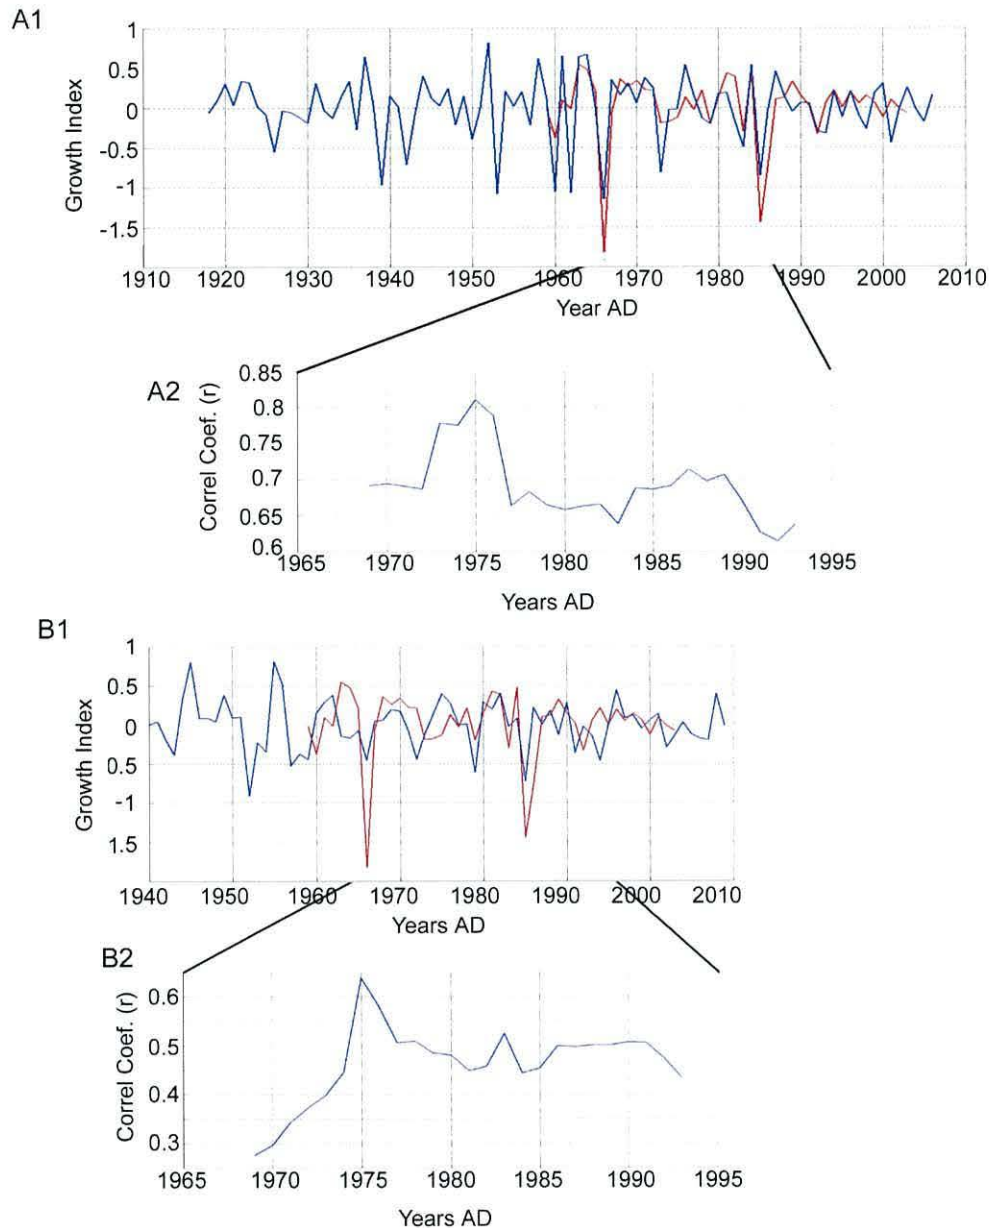 A1
1
0.5
0
-0.5
-1
-1.5
Growth Index
1910 1920 1930 1940 1950 1960 1970 1980 1990 2000 2010
Year AD
A2
0.85
0.8
0.75
0.7
0.65
0.6
Correl Coef. (r)
1965 1970 1975 1980 1985 1990 1995
Years AD
B1
1
0.5
0
0.5
-1
1.5
Growth Index
1940 1950 1960 1970 1980 1990 2000 2010
Years AD
B2
0.6
0.5
0.4
0.3
Correl Coef. (r)
1965 1970 1975 1980 1985 1990 1995
Years AD